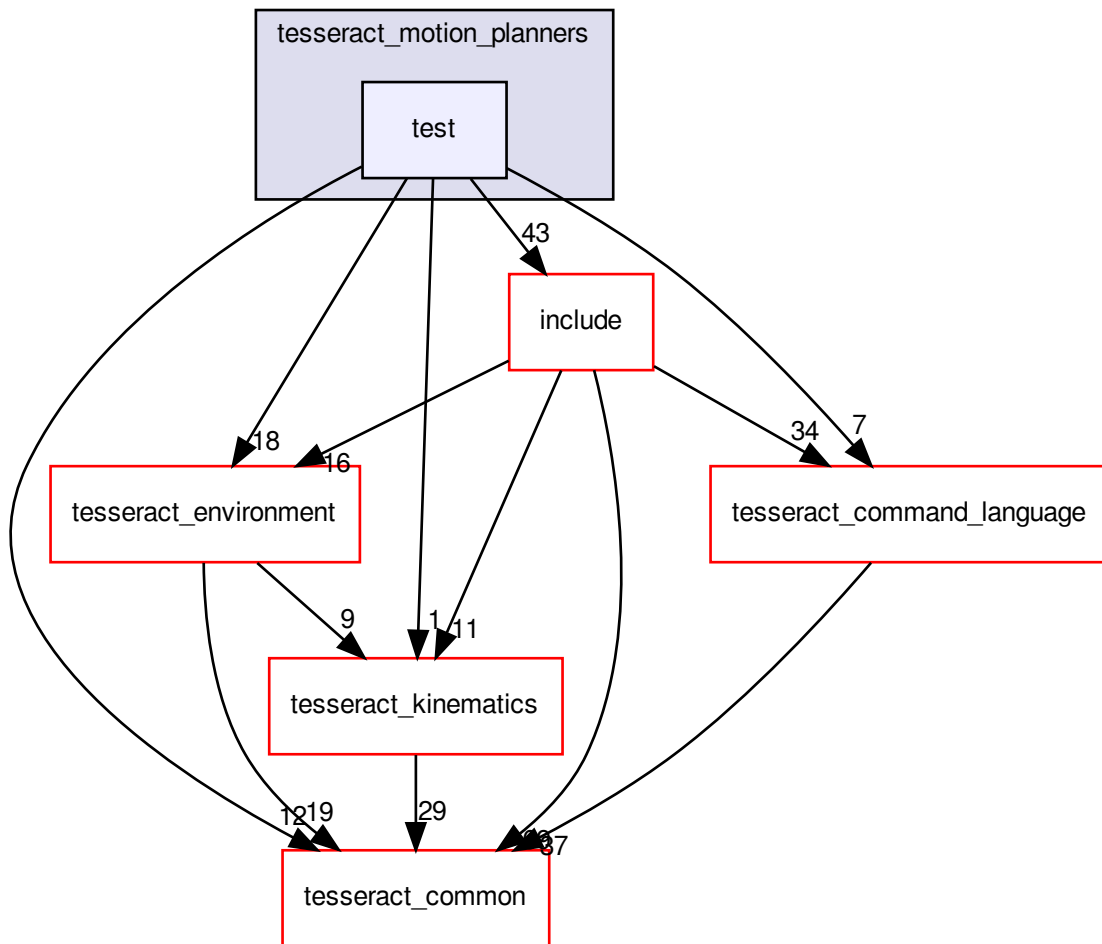 tesseract_motion_planners
test
43
include
18
16
34
7
tesseract_environment
tesseract_command_language
9
1
11
tesseract_kinematics
12
19
29
37
tesseract_common